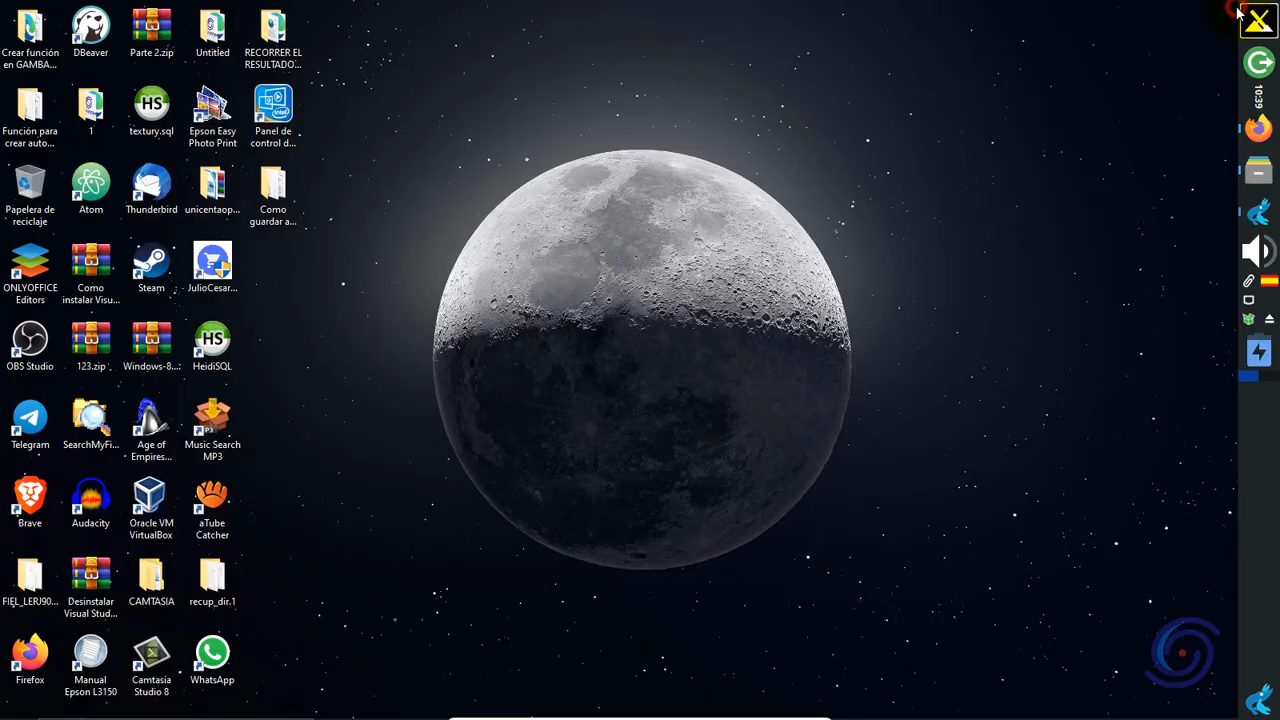 Crear función
en GAMBA...
DBeaver
Parte 2.zip
Untitled
RECORRER EL
RESULTADO...
Función para
crear auto...
1
HS
textury.sql
Epson Easy
Photo Print
intel
Panel de
control d...
Papelera de
reciclaje
Atom
Thunderbird
unicentaop...
Como
guardar a...
ONLYOFFICE
Editors
Como
instalar Visu...
Steam
JulioCesar...
OBS Studio
123.zip
Windows-8....
HS
HeidiSQL
Telegram
SearchMyFi...
Age of
Empires...
P3
Music Search
MP3
Brave
Audacity
Oracle VM
VirtualBox
aTube
Catcher
FIEL_LERJ90...
Desinstalar
Visual Stud...
CAMTASIA
recup_dir.1
Firefox
Manual
Epson L3150
Camtasia
Studio 8
WhatsApp
10:39